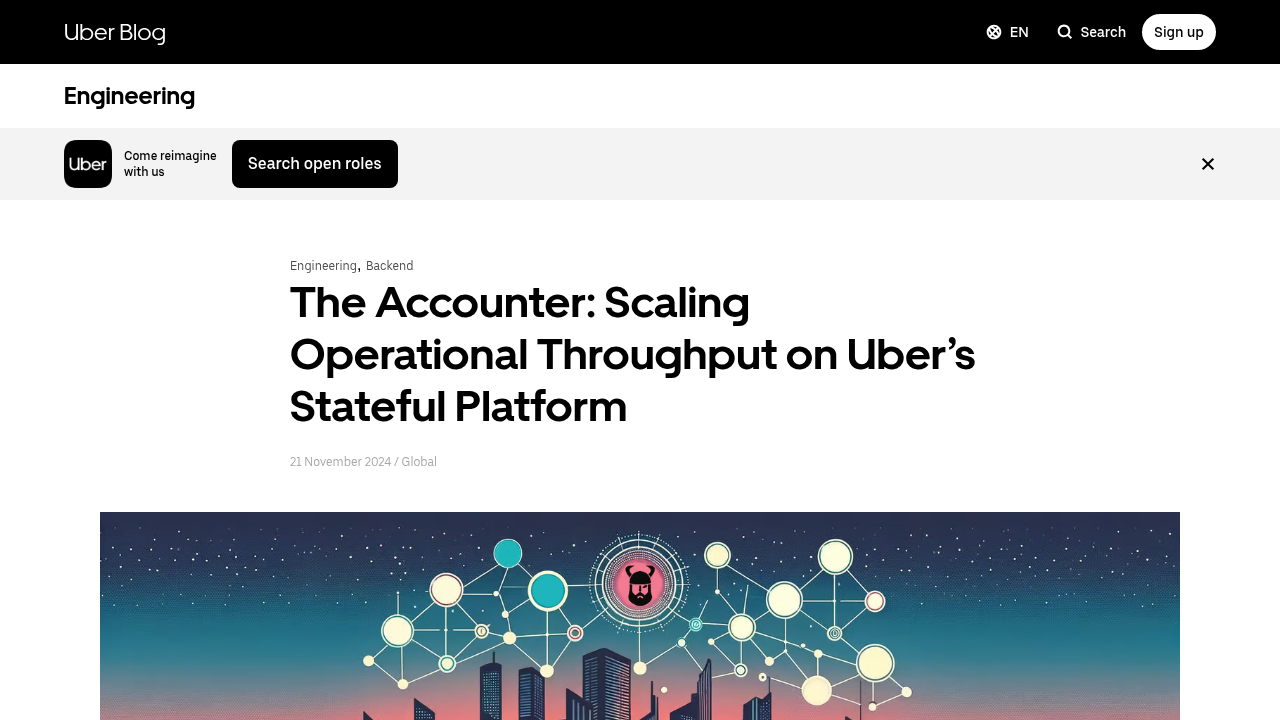 Uber Blog
EN
Search
Sign up
Engineering
Uber
Come reimagine
with us
Search open roles
Engineering, Backend
The Accounter: Scaling
Operational Throughput on Uber’s
Stateful Platform
21 November 2024 / Global